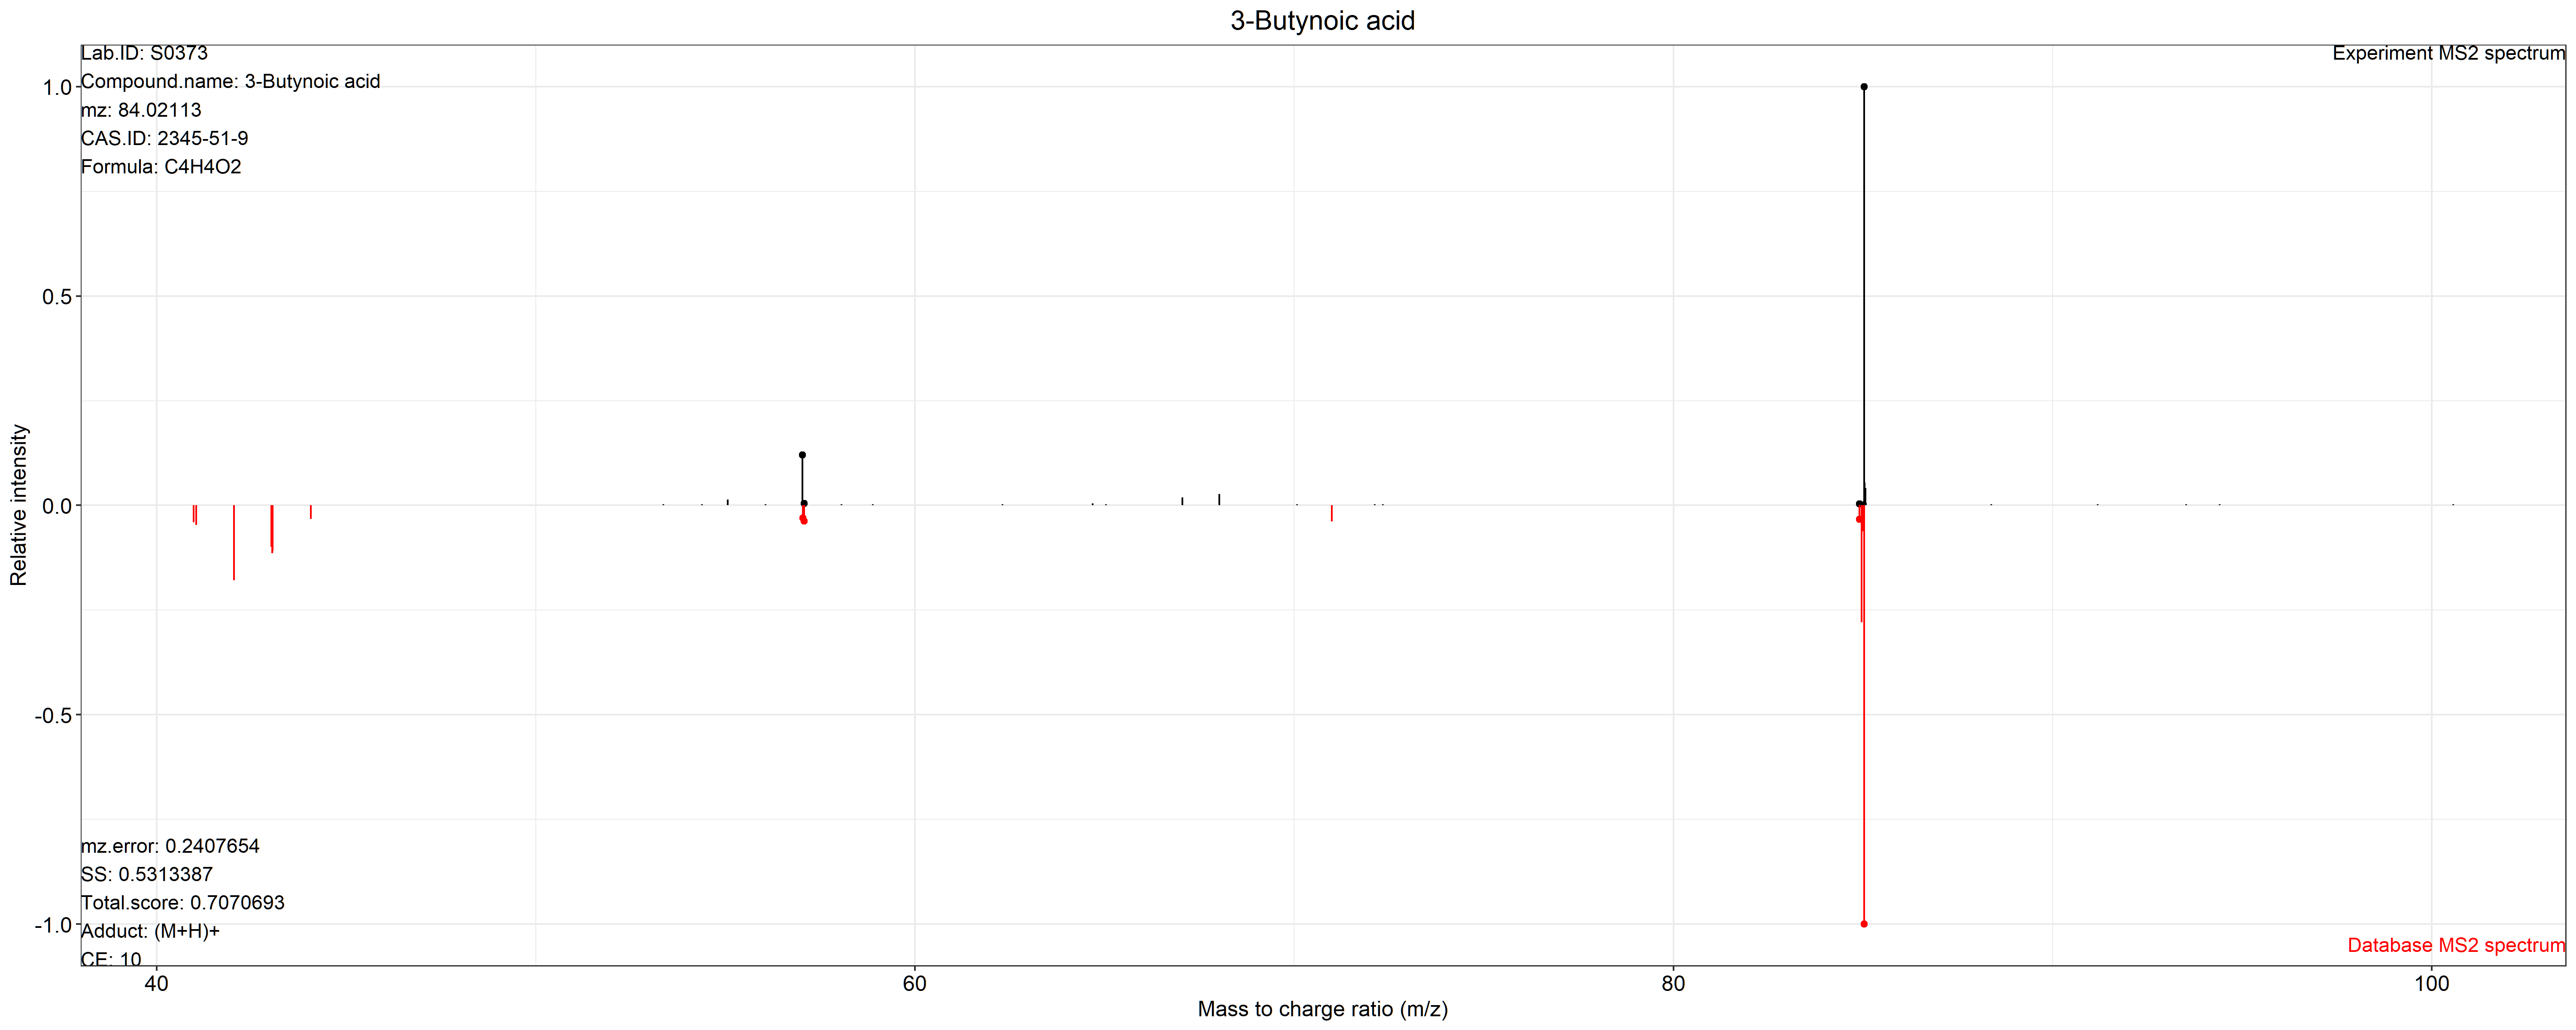 3-Butynoic acid
Lab.ID: S0373
Experiment MS2 spectrum
Compound.name: 3-Butynoic acid
mz: 84.02113
CAS.ID: 2345-51-9
Formula: C4H4O2
1.0
0.5
0.0
-0.5
-1.0
Relative intensity
mz.error: 0.2407654
SS: 0.5313387
Total.score: 0.7070693
Adduct: (M+H)+
CE: 10
Database MS2 spectrum
40 60 80 100
Mass to charge ratio (m/z)